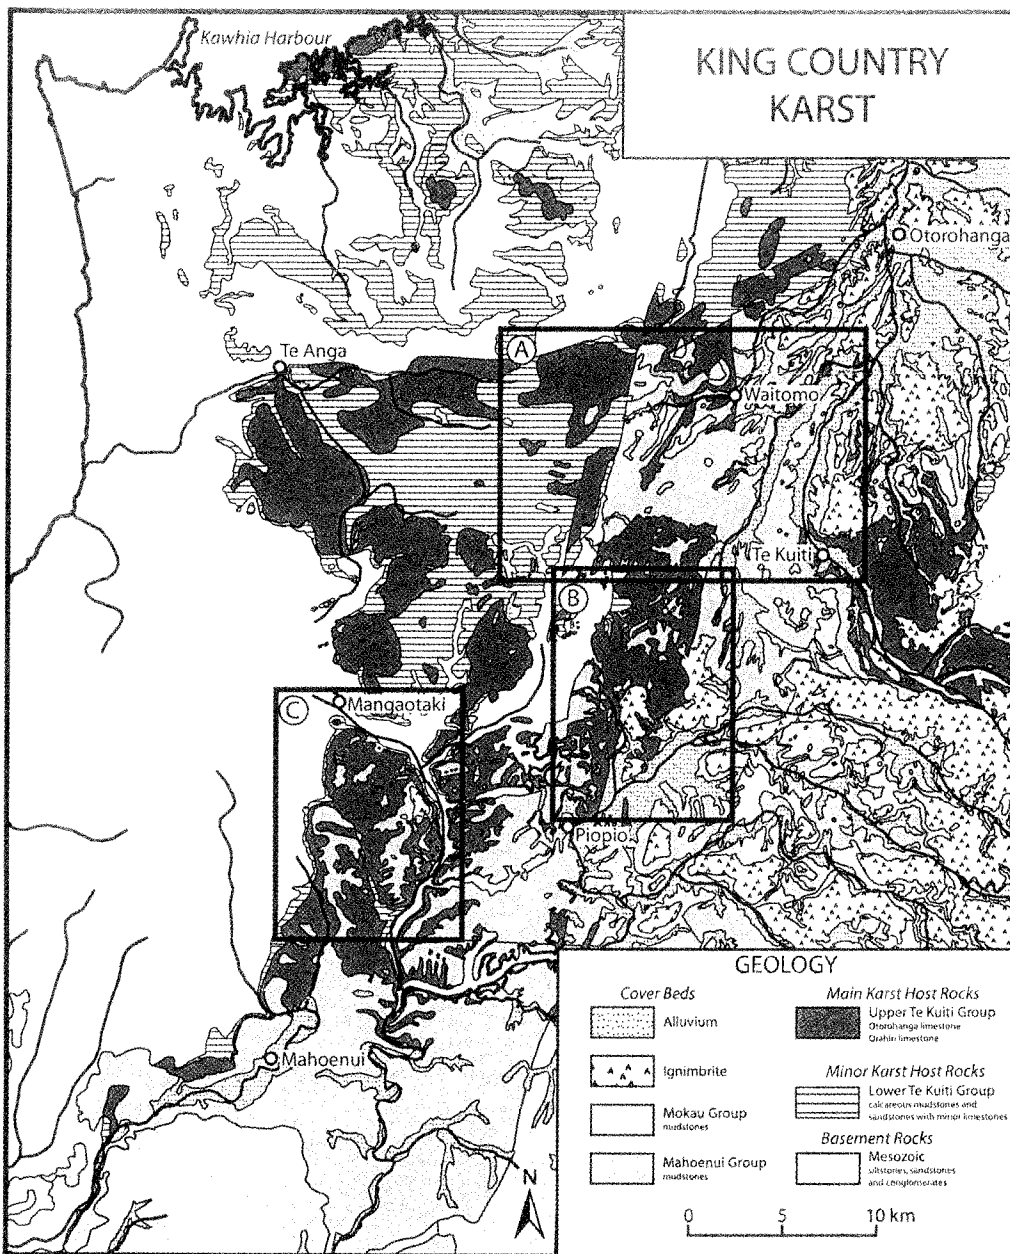 Kawhia Harbour
KING COUNTRY
KARST
Otorohanga
Te Anga
A
Waitomo
Te Kuiti
B
C
Mangaotaki
Piopio
Mahoenui
N
GEOLOGY
Cover Beds
Alluvium
Ignimbrite
Mokau Group
mudstones
Mahoenui Group
mudstones
Main Karst Host Rocks
Upper Te Kuiti Group
Otorohanga limestone
Orahiri limestone
Minor Karst Host Rocks
Lower Te Kuiti Group
calcareous mudstones and
sandstones with minor limestones
Basement Rocks
Mesozoic
siltstones, sandstones
and conglomerates
0 5 10 km